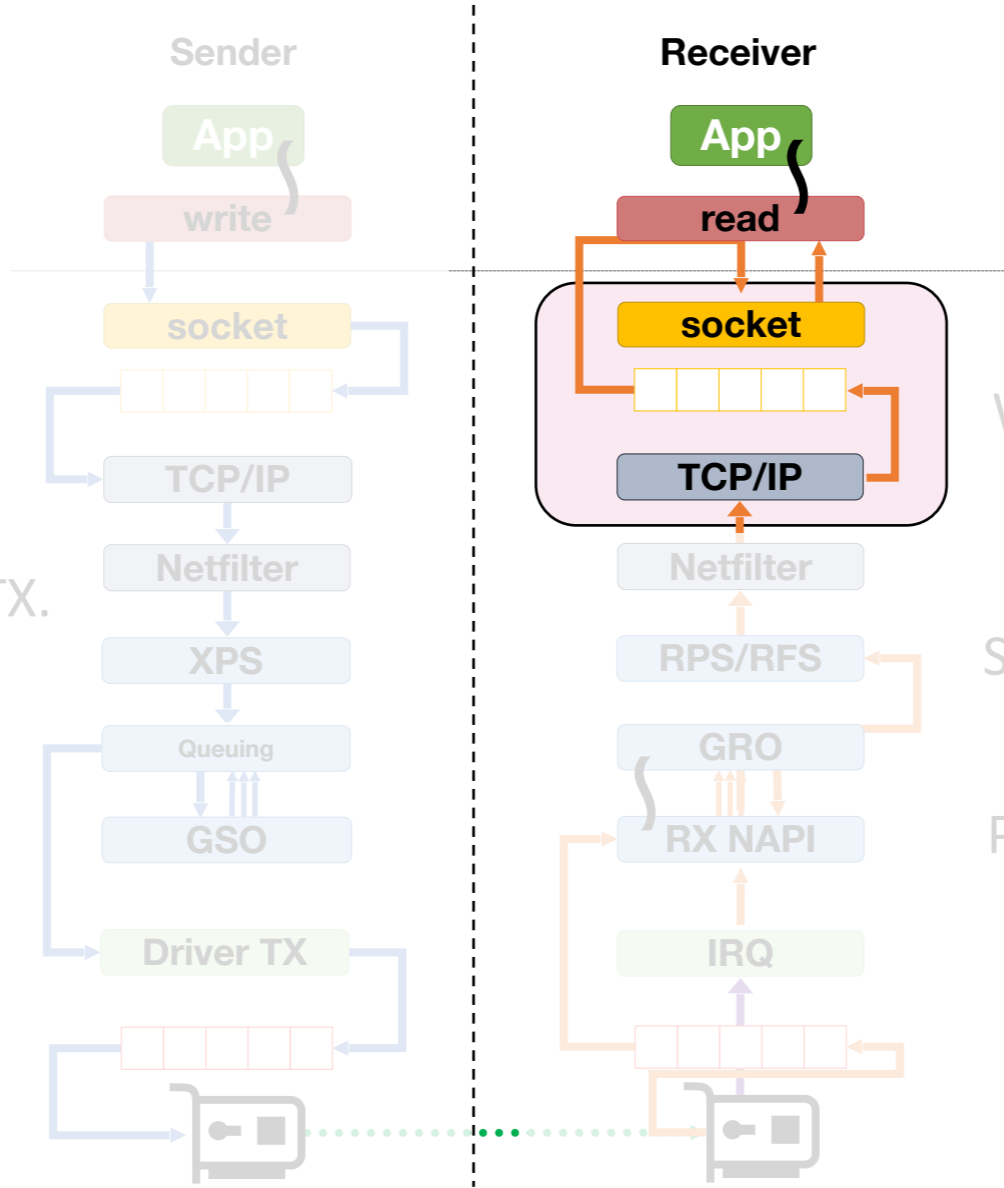 Sender
App
write
socket
TCP/IP
Netfilter
XPS
Queuing
GSO
Driver TX
TX.
Receiver
App
read
socket
TCP/IP
Netfilter
RPS/RFS
GRO
RX NAPI
IRQ